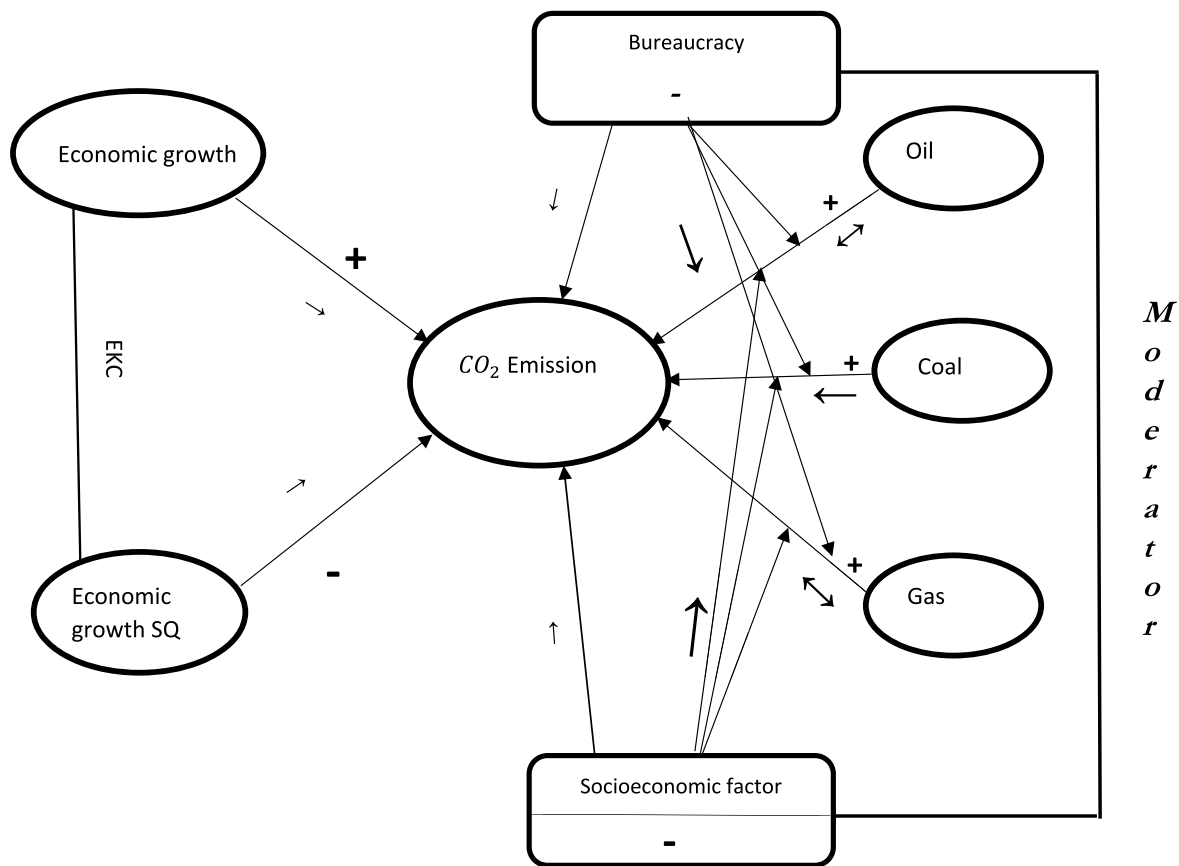 Bureaucracy
-
Economic growth
Oil
+
+
EKC
CO₂ Emission
+
Coal
M
o
d
e
r
a
t
o
r
-
+
Economic
growth SQ
Gas
Socioeconomic factor
-